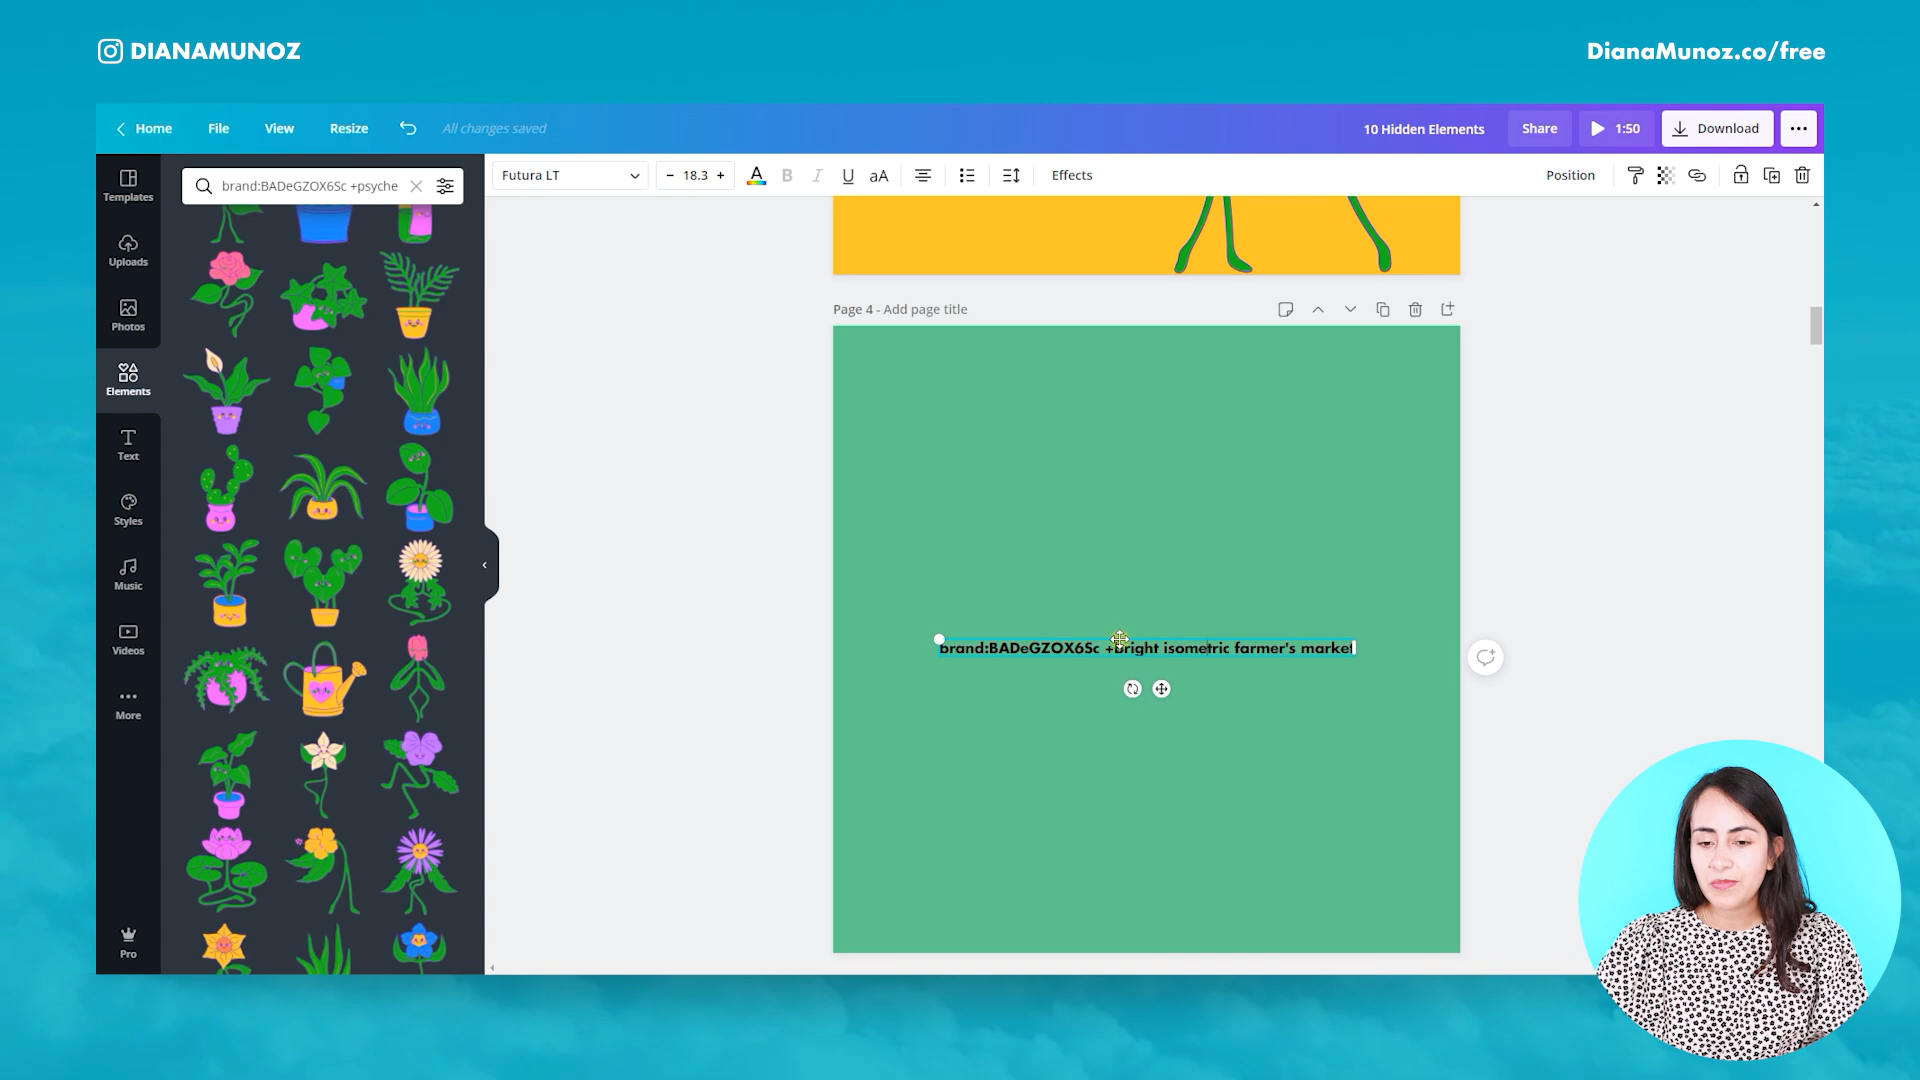 DIANAMUNOZ
DianaMunoz.co/free
Home
File
View
Resize
All changes saved
10 Hidden Elements
Share
1:50
Download
Templates
brand:BADeGZOX6Sc +psyche
Futura LT
18.3
A
B
I
U
aA
Effects
Position
Uploads
Photos
Elements
Text
Styles
Music
Videos
More
Pro
Page 4 - Add page title
brand:BADeGZOX6Sc +bright isometric farmer's market